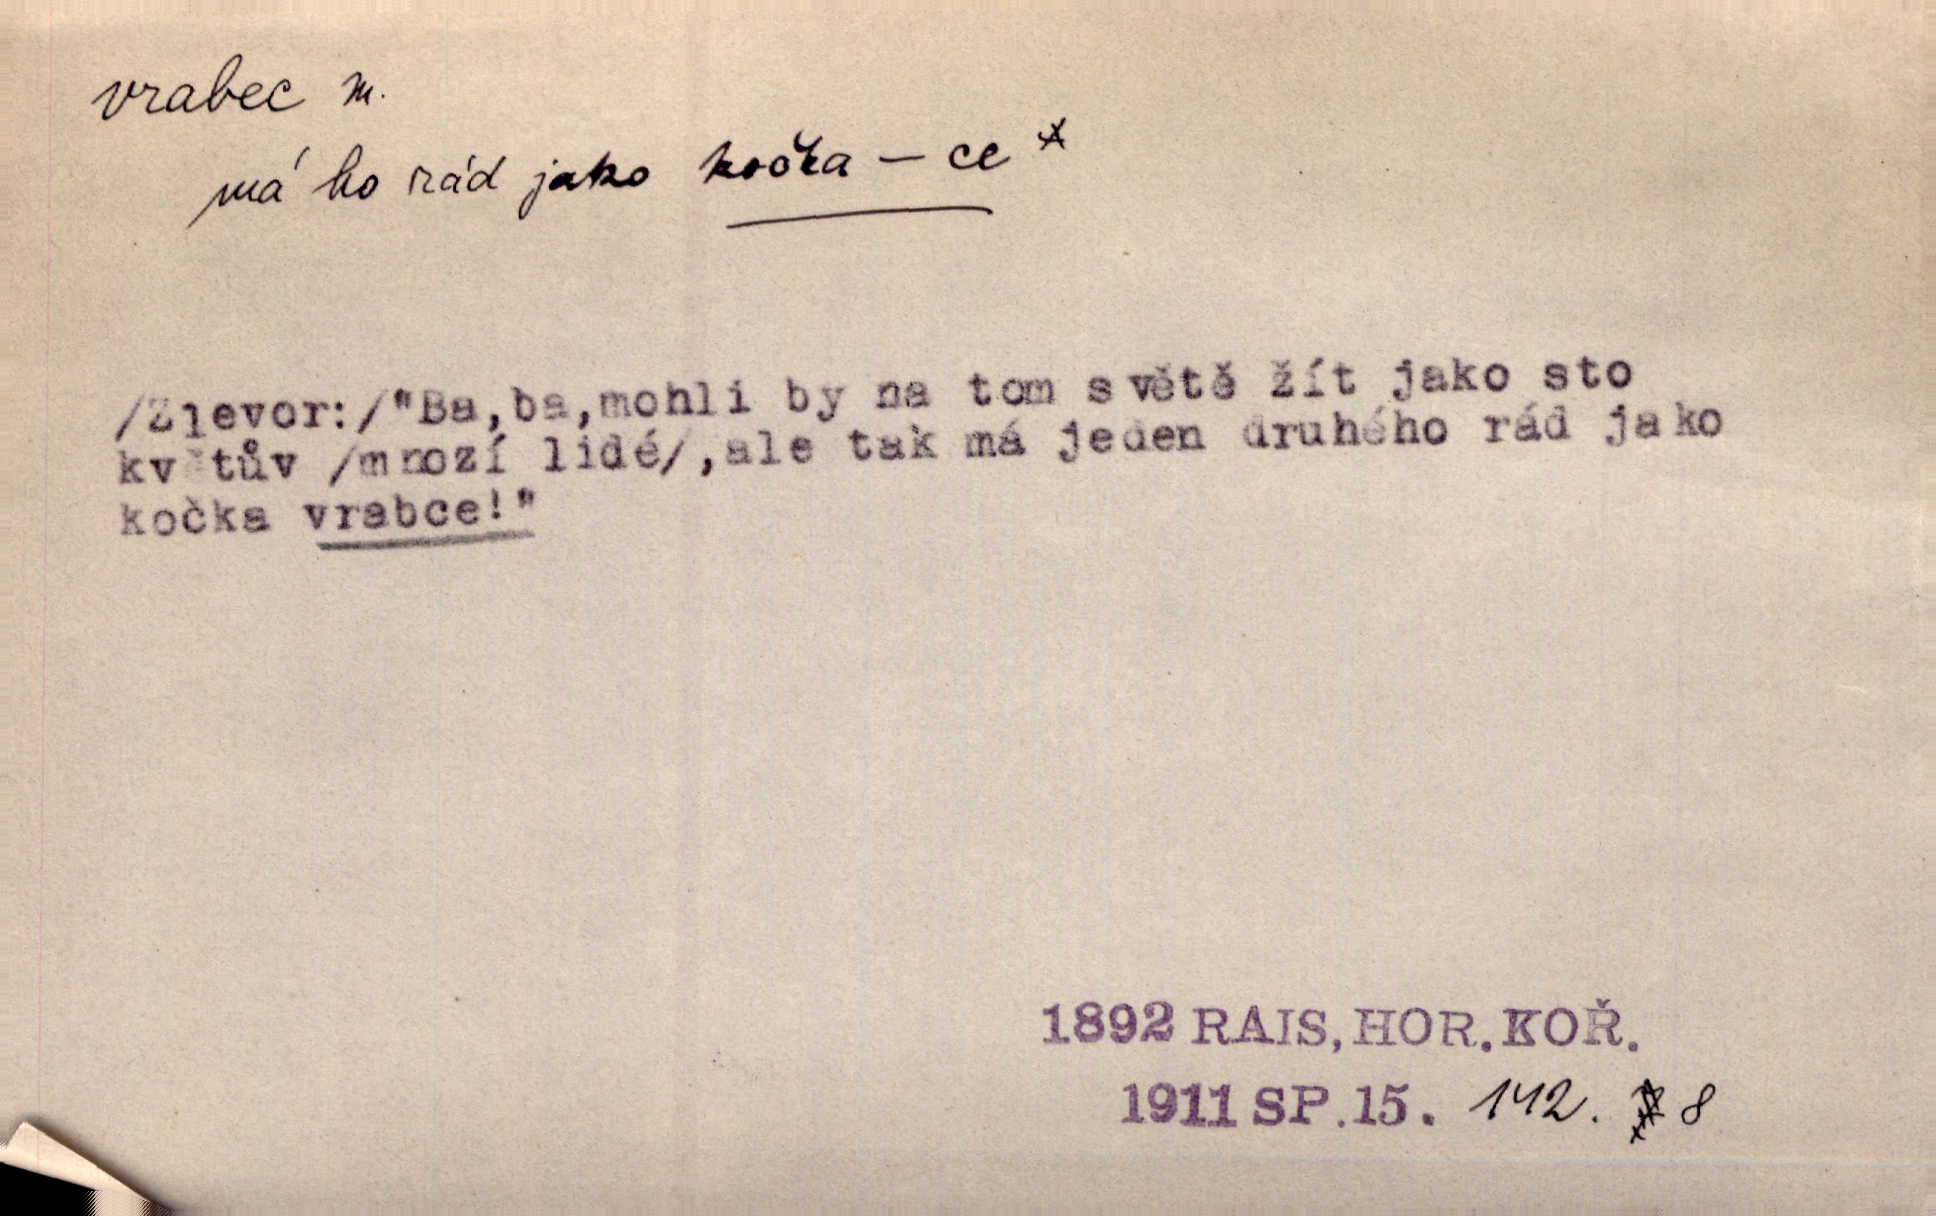 vrabec m.
má ho rád jako kočka — ce *
/Zlevor:/"Ba,ba,mohli by na tom světě žít jako sto
květův /mnozí lidé/,ale tak má jeden druhého rád jako
kočka vrabce!"
1892 RAIS, HOR. KOŘ.
1911 SP. 15. 142. 8